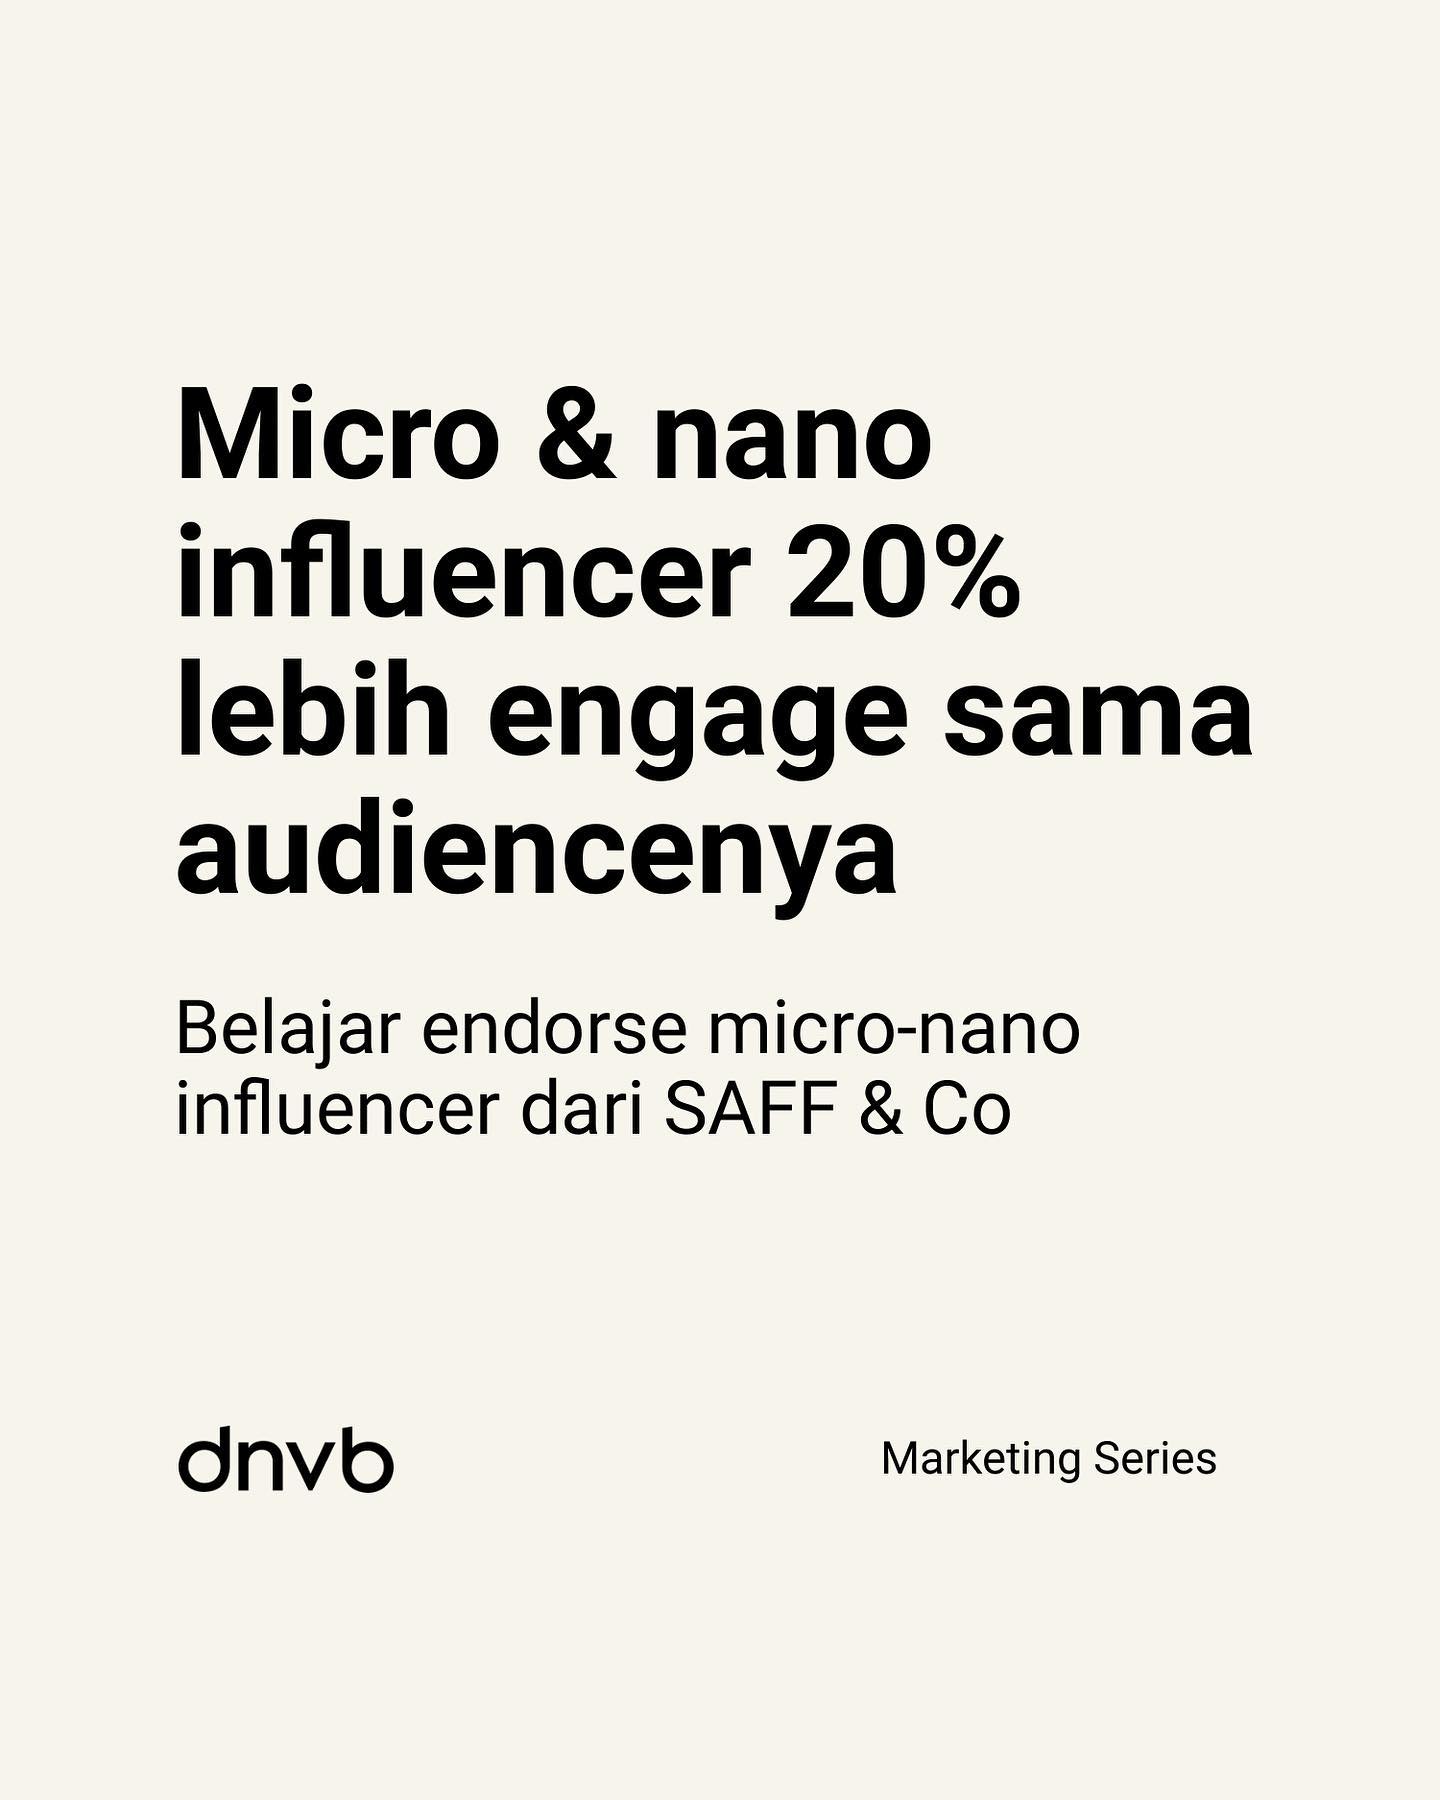 Micro & nano
influencer 20%
lebih engage sama
audiencenya
Belajar endorse micro-nano
influencer dari SAFF & Co
dnvb
Marketing Series